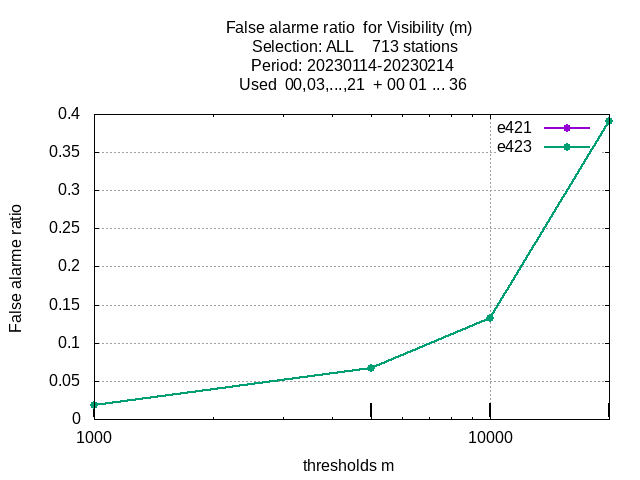 False alarme ratio  for Visibility (m)
Selection: ALL    713 stations
Period: 20230114-20230214
Used  00,03,...,21  + 00 01 ... 36
0.4
e421
e423
0.35
0.3
0.25
0.2
0.15
0.1
0.05
0
False alarme ratio
1000
10000
thresholds m